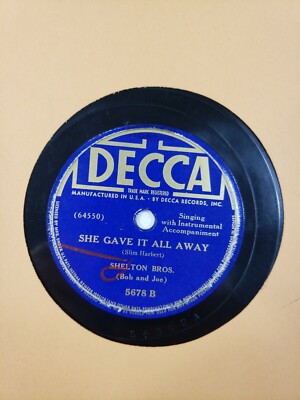 DECCA
TRADE MARK REGISTERED
MANUFACTURED IN U.S.A. · BY DECCA RECORDS, INC.
(64550)
Singing
with Instrumental
Accompaniment
SHE GAVE IT ALL AWAY
(Slim Harbert)
SHELTON BROS.
(Bob and Joe)
5678 B